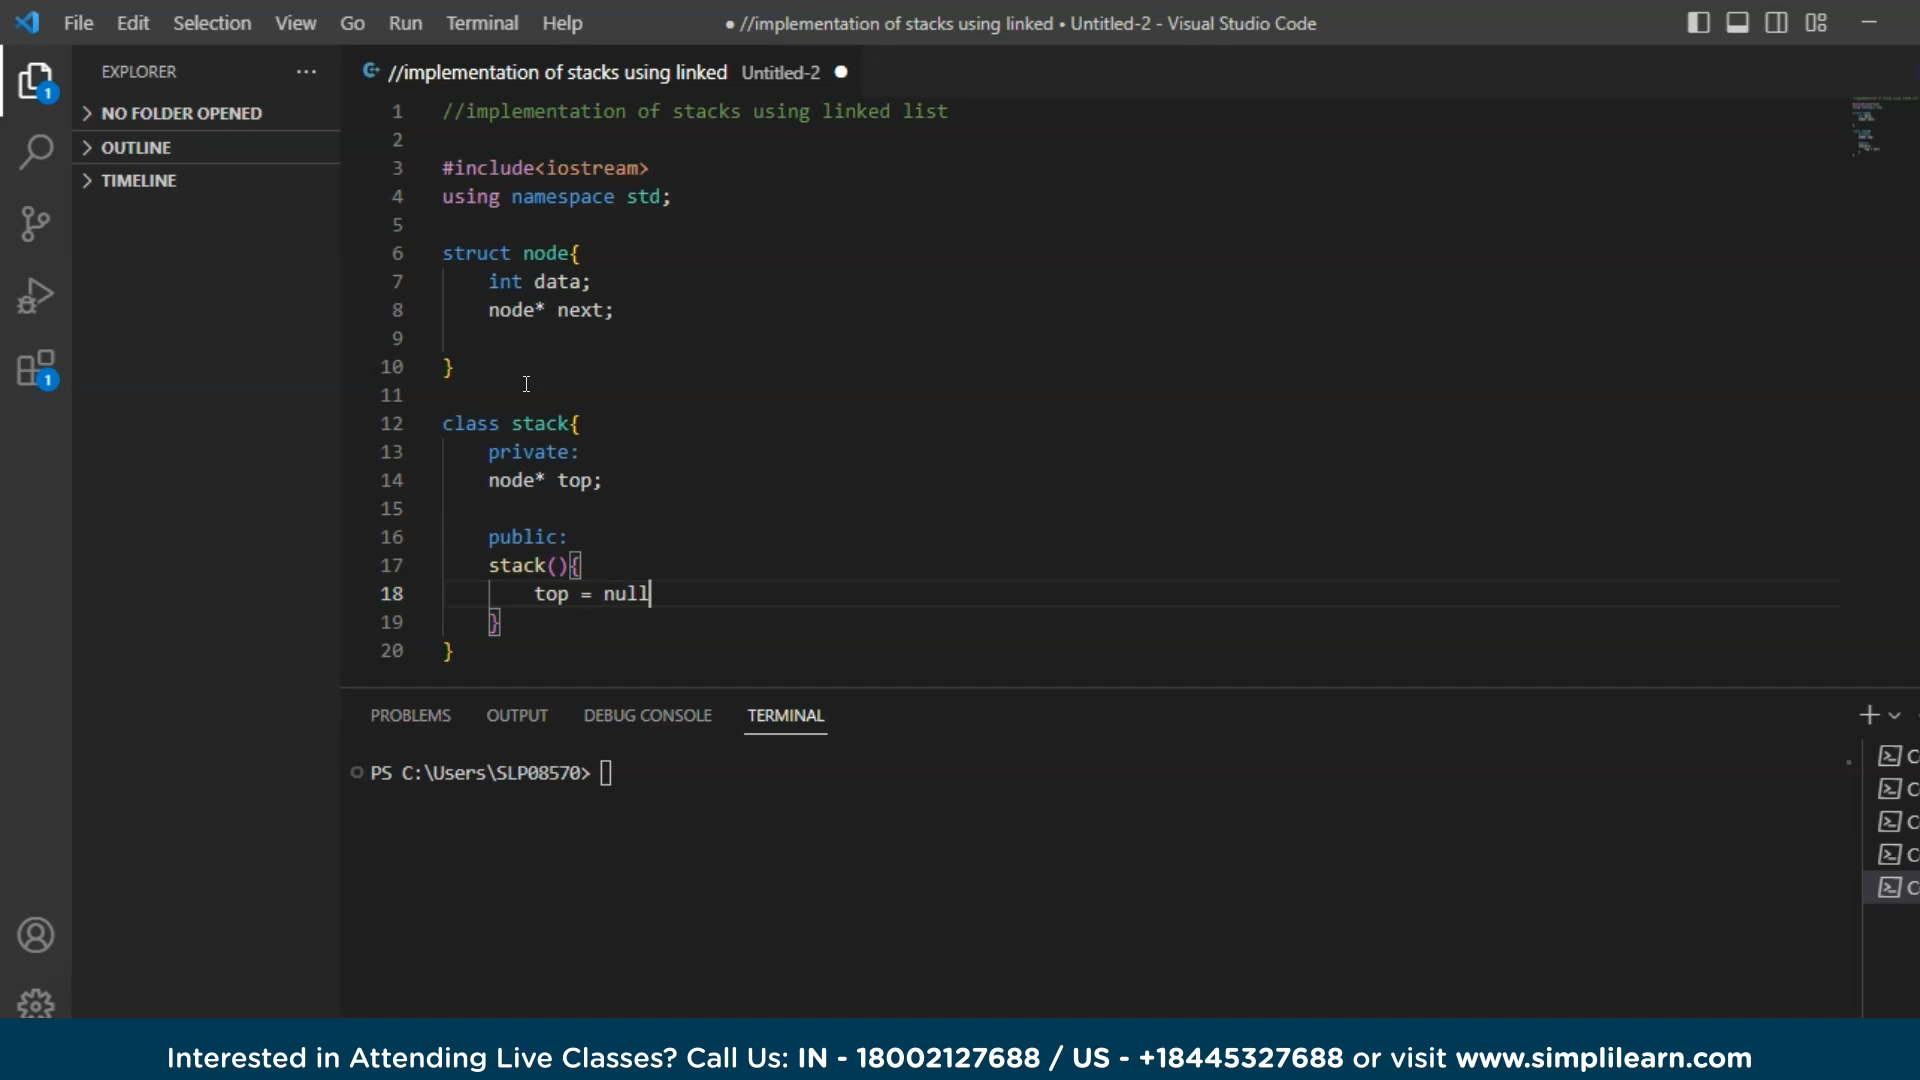 File Edit Selection View Go Run Terminal Help
● //implementation of stacks using linked • Untitled-2 - Visual Studio Code
EXPLORER
NO FOLDER OPENED
OUTLINE
TIMELINE
1
1
//implementation of stacks using linked Untitled-2
1 //implementation of stacks using linked list
2
3 #include<iostream>
4 using namespace std;
5
6 struct node{
7 int data;
8 node* next;
9
10 }
11
12 class stack{
13 private:
14 node* top;
15
16 public:
17 stack(){
18 top = null
19 }
20 }
PROBLEMS OUTPUT DEBUG CONSOLE TERMINAL
PS C:\Users\SLP08570>
Interested in Attending Live Classes? Call Us: IN - 18002127688 / US - +18445327688 or visit www.simplilearn.com